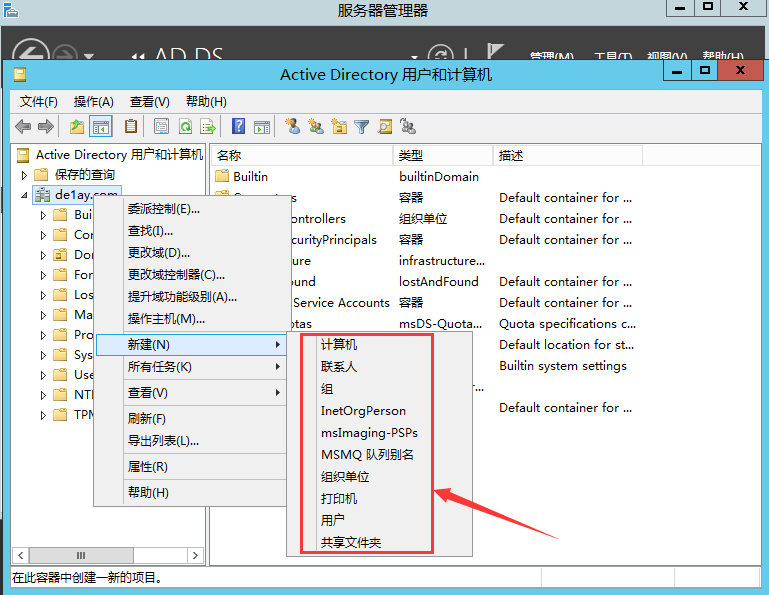 服务器管理器
AD DS
管理(M) 工具(T) 视图(V) 帮助(H)
Active Directory 用户和计算机
文件(F) 操作(A) 查看(V) 帮助(H)
Active Directory 用户和计算机
保存的查询
de1ay.com
Bui
Con
Dom
For
Los
Ma
Pro
Sys
Use
NT
TPM
名称 类型 描述
Builtin builtinDomain
s 容器 Default container for ...
ontrollers 组织单位 Default container for ...
curityPrincipals 容器 Default container for ...
ure infrastructure...
ound lostAndFound Default container for ...
Service Accounts 容器 Default container for ...
otas msDS-Quota... Quota specifications c...
Default location for st...
Builtin system settings
...
Default container for ...
委派控制(E)...
查找(I)...
更改域(D)...
更改域控制器(C)...
提升域功能级别(A)...
操作主机(M)...
新建(N)
所有任务(K)
查看(V)
刷新(F)
导出列表(L)...
属性(R)
帮助(H)
计算机
联系人
组
InetOrgPerson
msImaging-PSPs
MSMQ 队列别名
组织单位
打印机
用户
共享文件夹
在此容器中创建一新的项目。